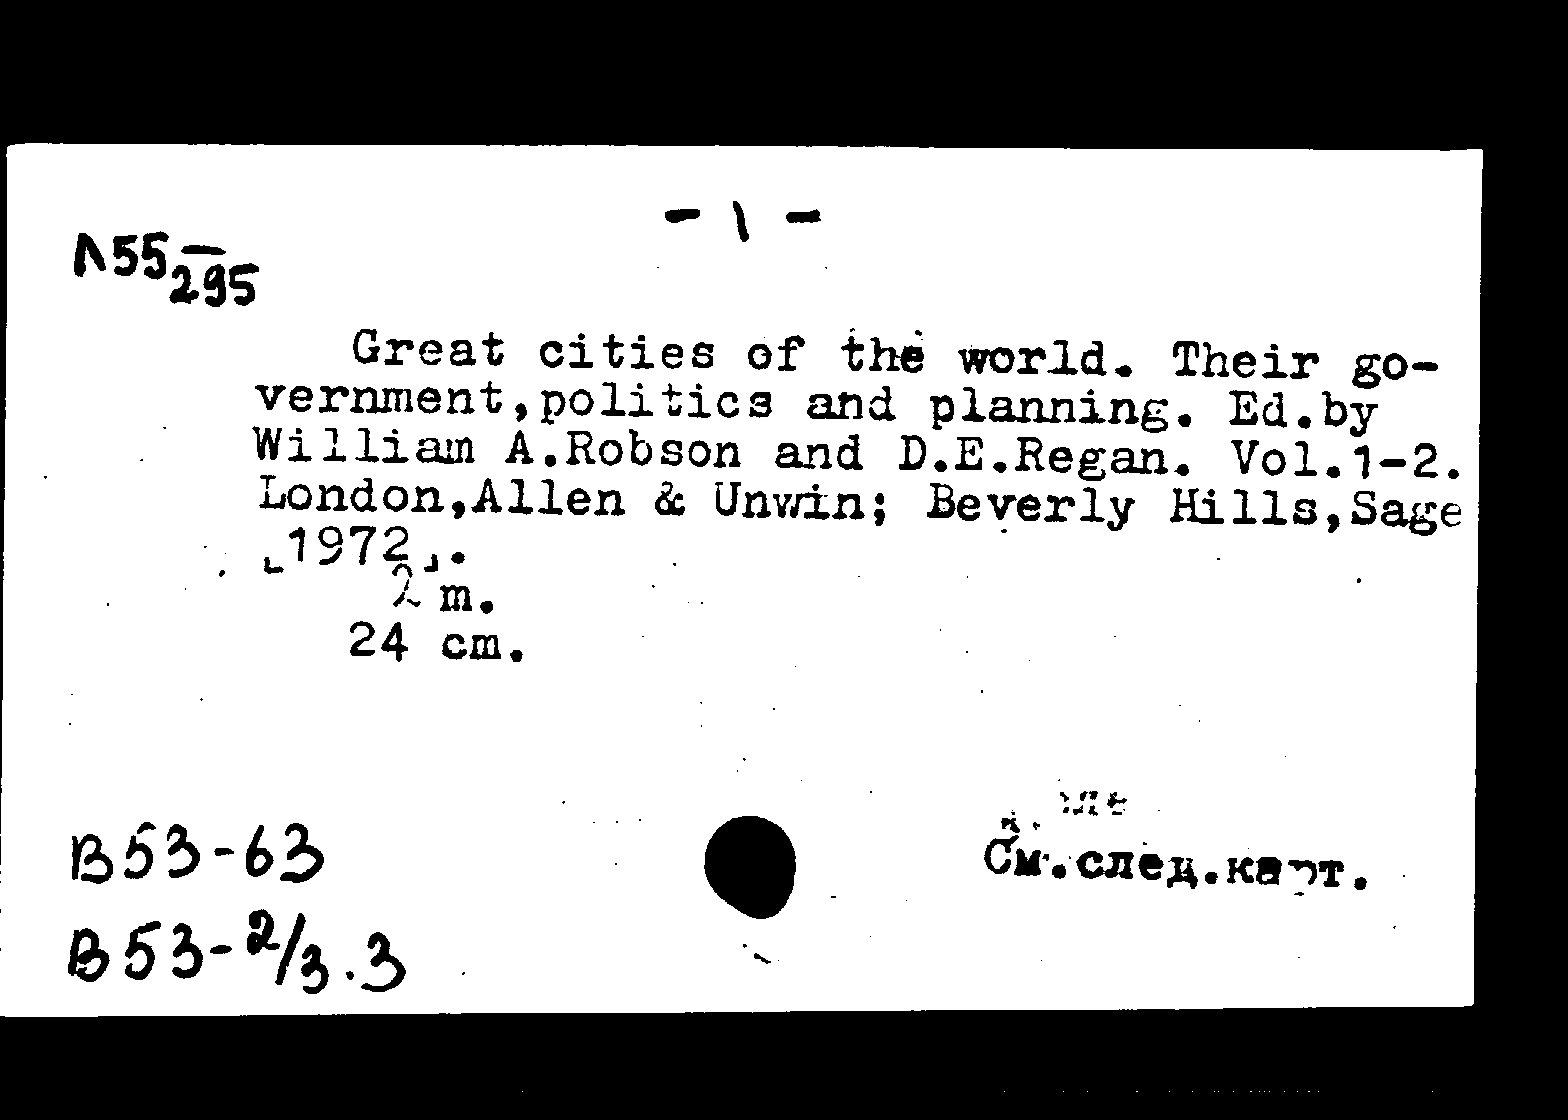 - 1 -
Л55
295
Great cities of the world. Their go-
vernment,politics and planning. Ed.by
William A.Robson and D.E.Regan. Vol.1-2.
London,Allen & Unwin; Beverly Hills,Sage
[1972].
2 m.
24 cm.
См.след.карт.
В53-63
В53-2/3.3